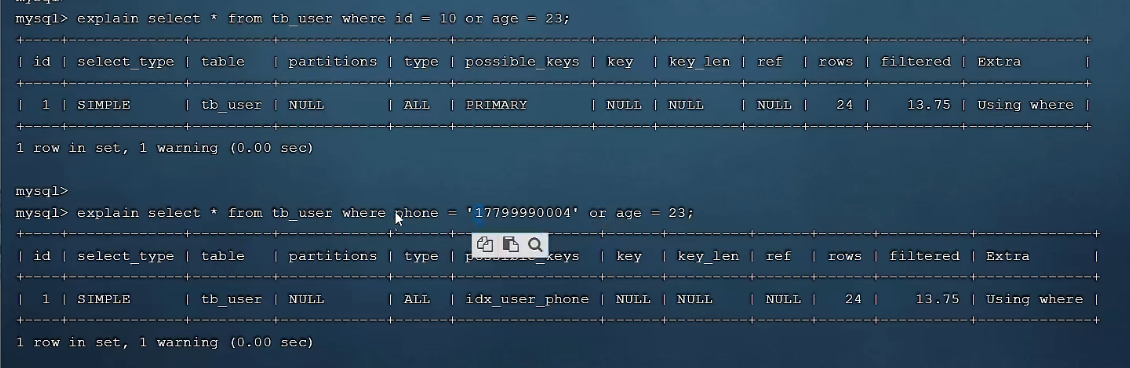 mysql> explain select * from tb_user where id = 10 or age = 23;
+----+-------------+---------+------------+------+---------------+------+---------+------+------+----------+-------------+
| id | select_type | table | partitions | type | possible_keys | key | key_len | ref | rows | filtered | Extra |
+----+-------------+---------+------------+------+---------------+------+---------+------+------+----------+-------------+
| 1 | SIMPLE | tb_user | NULL | ALL | PRIMARY | NULL | NULL | NULL | 24 | 13.75 | Using where |
+----+-------------+---------+------------+------+---------------+------+---------+------+------+----------+-------------+
1 row in set, 1 warning (0.00 sec)
mysql>
mysql> explain select * from tb_user where phone = '17799990004' or age = 23;
+----+-------------+---------+------------+------+----------------+------+---------+------+------+----------+-------------+
| id | select_type | table | partitions | type | possible_keys | key | key_len | ref | rows | filtered | Extra |
+----+-------------+---------+------------+------+----------------+------+---------+------+------+----------+-------------+
| 1 | SIMPLE | tb_user | NULL | ALL | idx_user_phone | NULL | NULL | NULL | 24 | 13.75 | Using where |
+----+-------------+---------+------------+------+----------------+------+---------+------+------+----------+-------------+
1 row in set, 1 warning (0.00 sec)